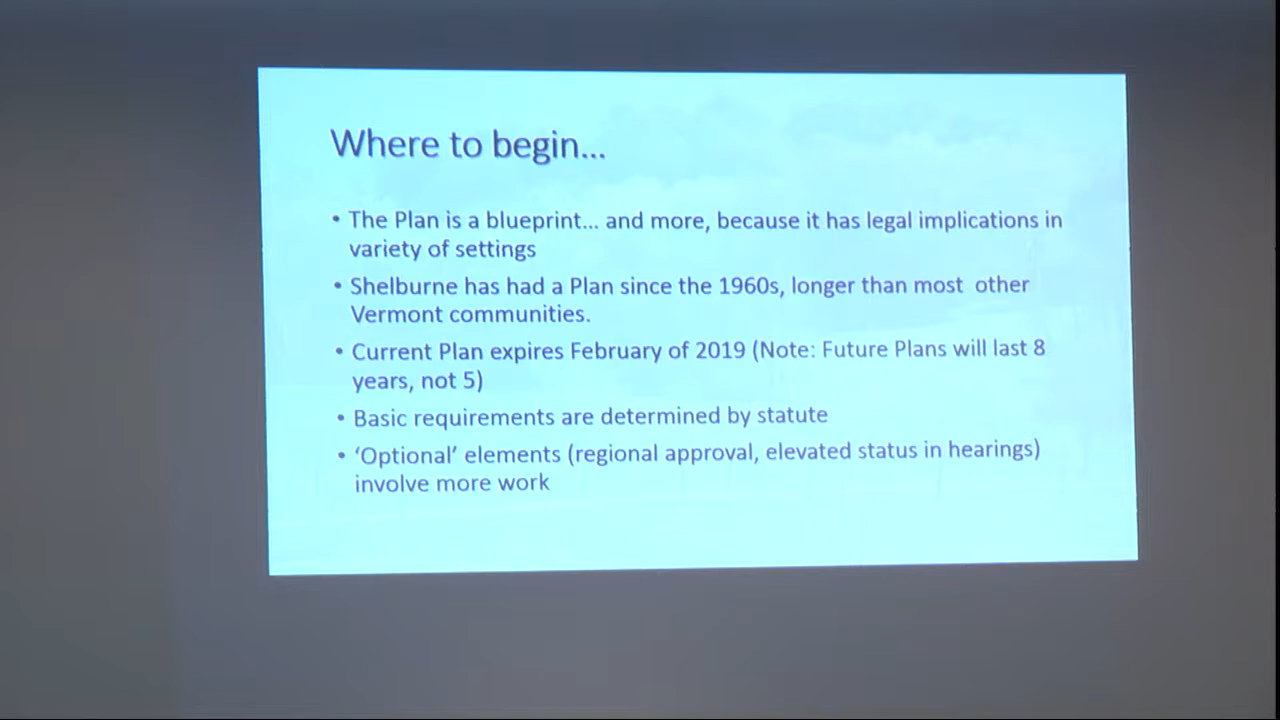 Where to begin...
• The Plan is a blueprint... and more, because it has legal implications in
variety of settings
• Shelburne has had a Plan since the 1960s, longer than most  other
Vermont communities.
• Current Plan expires February of 2019 (Note: Future Plans will last 8
years, not 5)
• Basic requirements are determined by statute
• ‘Optional’ elements (regional approval, elevated status in hearings)
involve more work